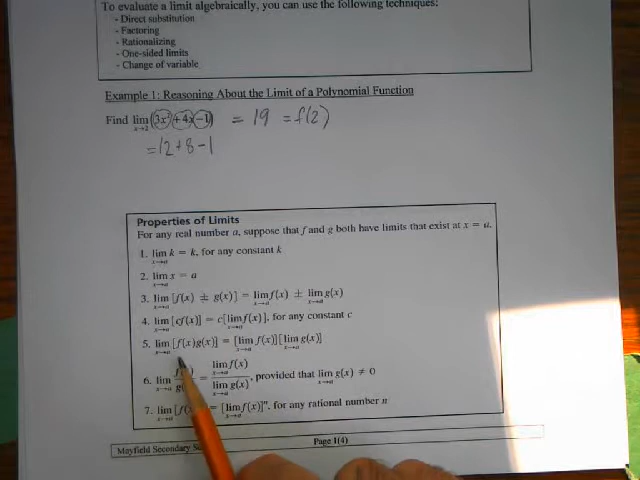 To evaluate a limit algebraically, you can use the following techniques:
- Direct substitution
- Factoring
- Rationalizing
- One-sided limits
- Change of variable
Example 1: Reasoning About the Limit of a Polynomial Function
Find lim x→2 (3x² + 4x − 1) = 19 = f(2)
= 12 + 8 − 1
Properties of Limits
For any real number a, suppose that f and g both have limits that exist at x = a.
1. lim x→a k = k, for any constant k
2. lim x→a x = a
3. lim x→a [f(x) ± g(x)] = lim x→a f(x) ± lim x→a g(x)
4. lim x→a [cf(x)] = c[lim x→a f(x)], for any constant c
5. lim x→a [f(x)g(x)] = [lim x→a f(x)][lim x→a g(x)]
6. lim x→a f(x)/g( = lim x→a f(x) / lim x→a g(x), provided that lim x→a g(x) ≠ 0
7. lim x→a [f(x = [lim x→a f(x)]ⁿ, for any rational number n
Mayfield Secondary
Page 1(4)